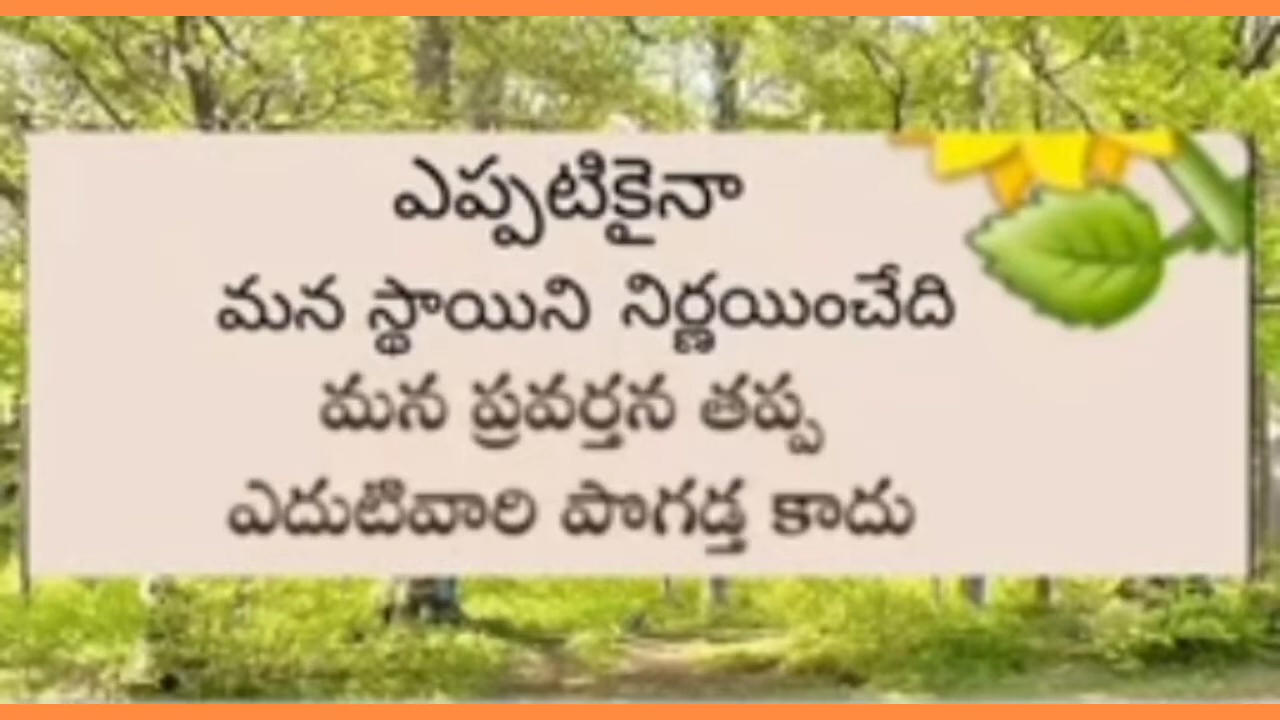 ఎప్పటికైనా
మన స్థాయిని నిర్ణయించేది
మన ప్రవర్తన తప్ప
ఎదుటివారి పొగడ్త కాదు